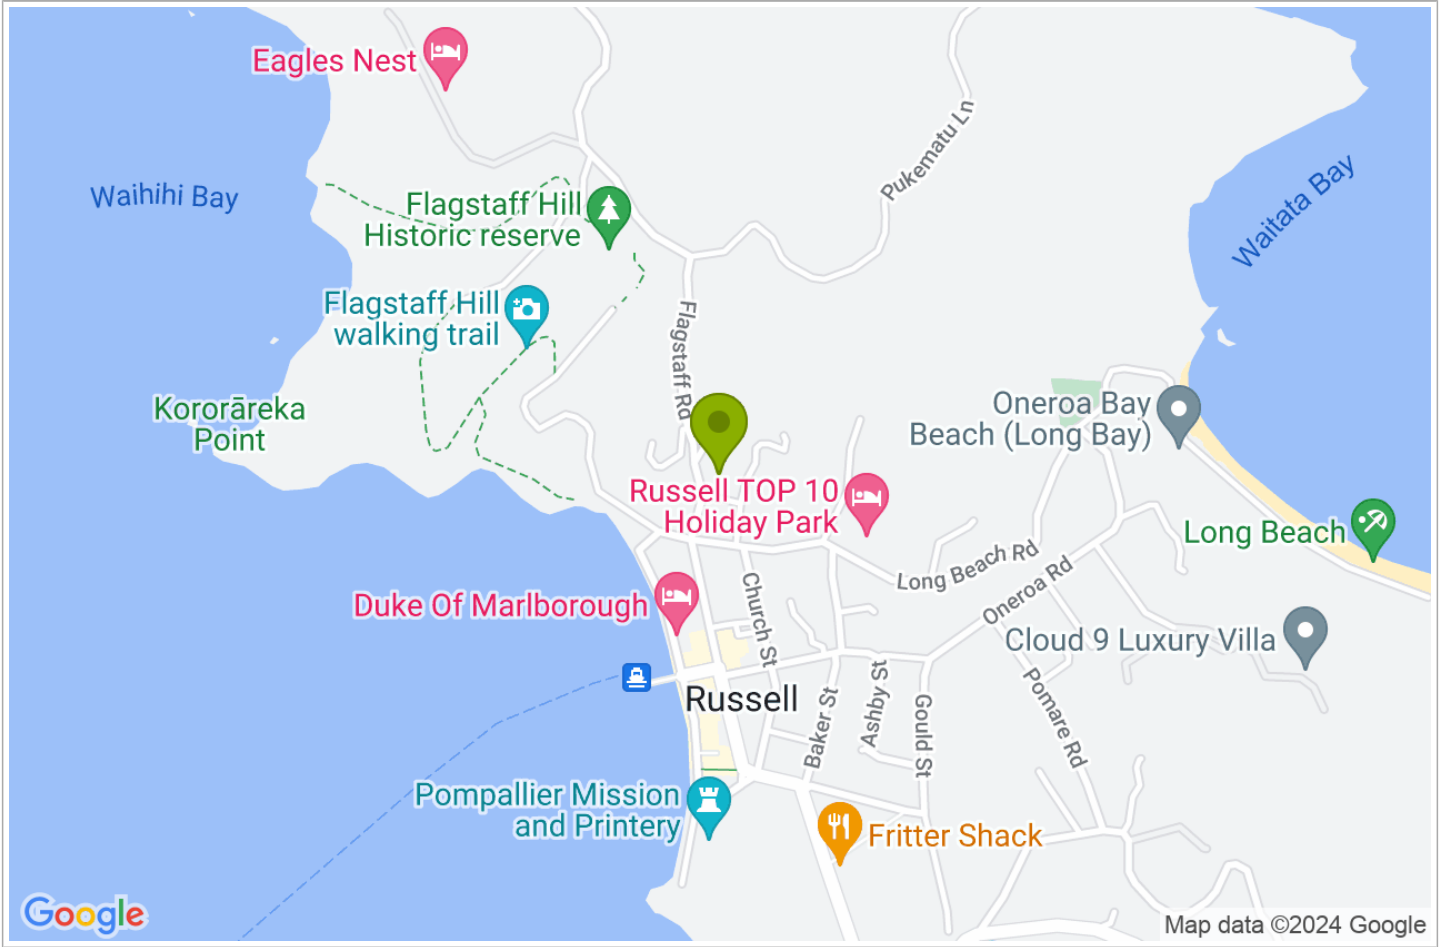 Eagles Nest
Pukematu Ln
Waihihi Bay
Waitata Bay
Flagstaff Hill
Historic reserve
Flagstaff Hill
walking trail
Flagstaff Rd
Kororāreka
Point
Oneroa Bay
Beach (Long Bay)
Russell TOP 10
Holiday Park
Long Beach
Long Beach Rd
Oneroa Rd
Duke Of Marlborough
Church St
Cloud 9 Luxury Villa
Russell
Baker St
Ashby St
Gould St
Pomare Rd
Pompallier Mission
and Printery
Fritter Shack
Google
Map data ©2024 Google